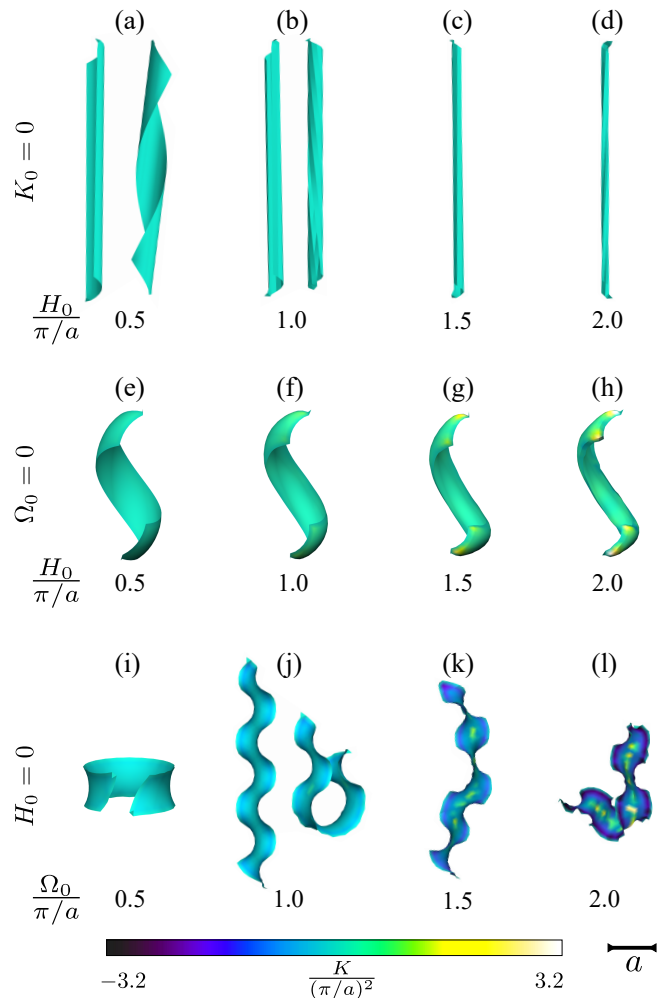 (a) (b) (c) (d)
K₀ = 0
H₀
π/a
0.5 1.0 1.5 2.0
(e) (f) (g) (h)
Ω₀ = 0
H₀
π/a
0.5 1.0 1.5 2.0
(i) (j) (k) (l)
H₀ = 0
Ω₀
π/a
0.5 1.0 1.5 2.0
−3.2 K 3.2
(π/a)²
a